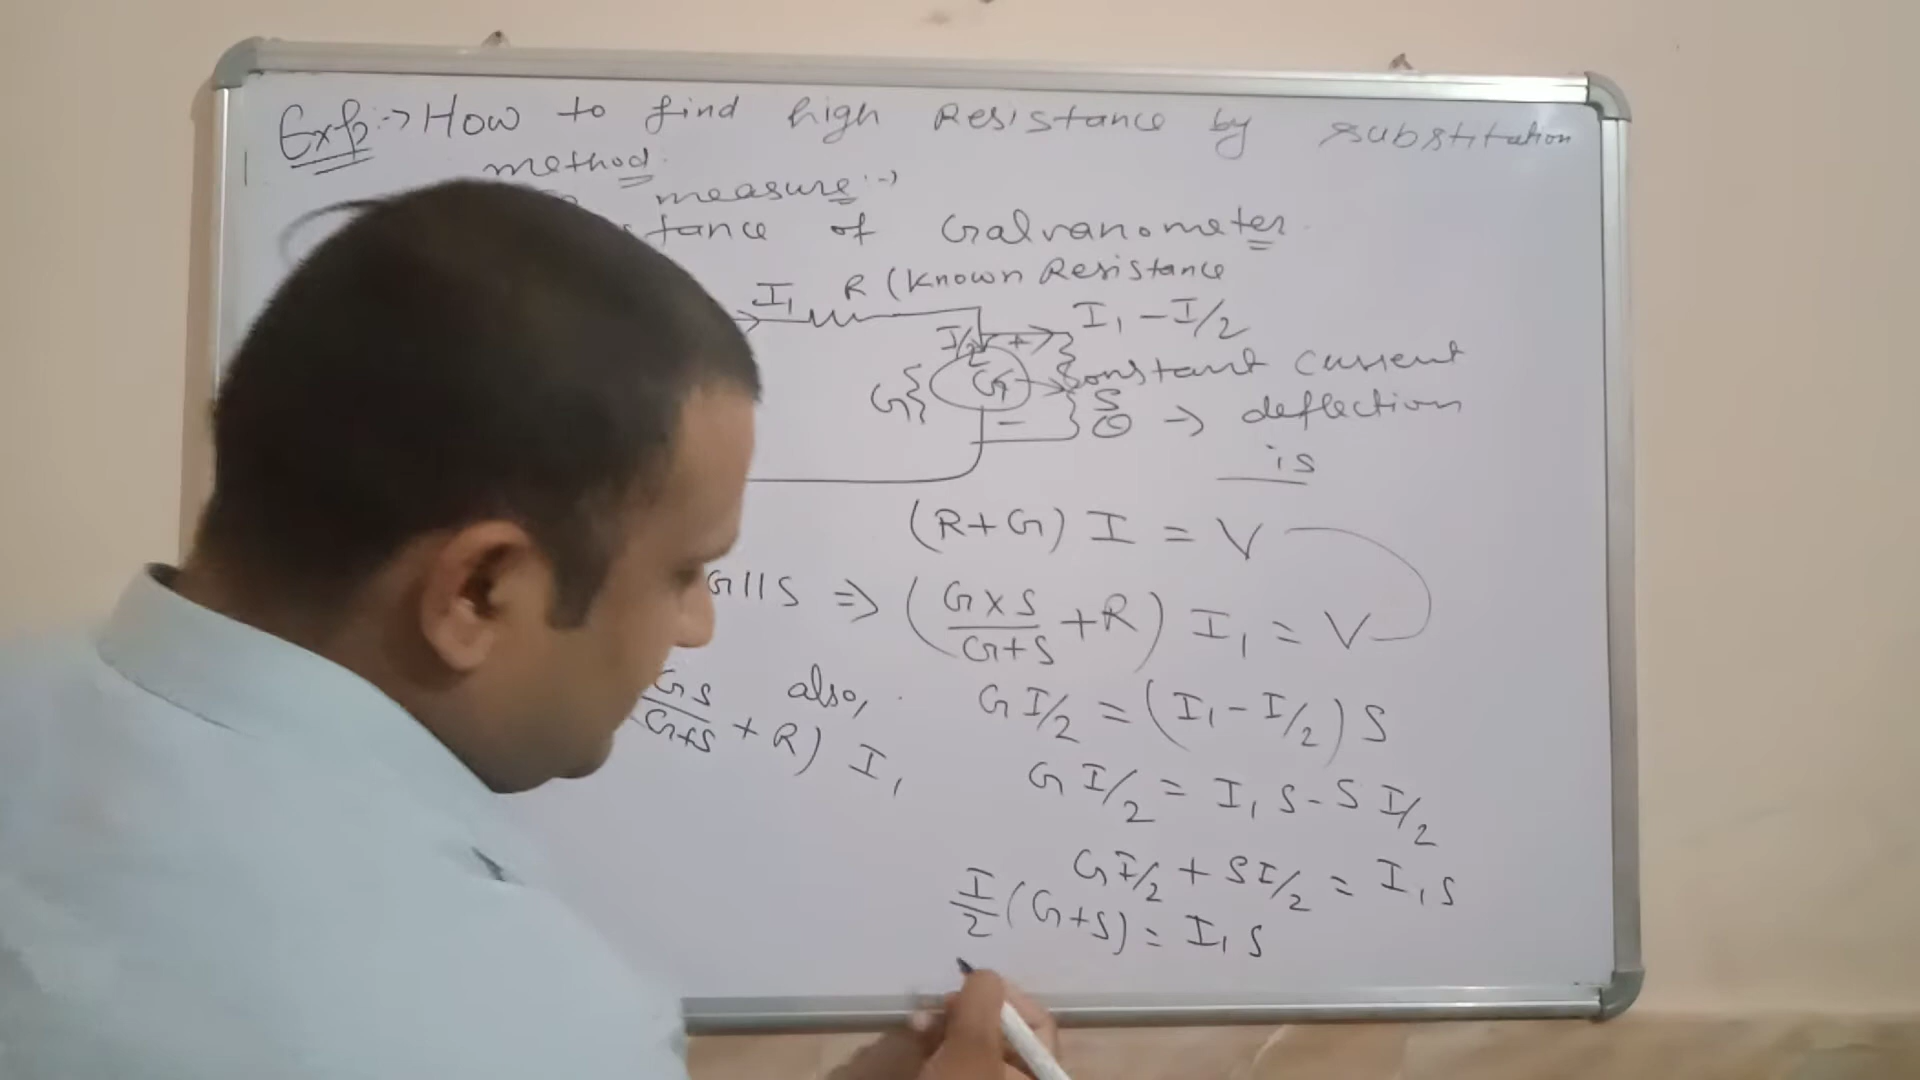 Exp:→ How to find high Resistance by substitution
method.
measure:→
of Galvanometer
I₁ R (Known Resistance
I₁ - I/2
I/2 +
G { G constant current
S
- θ → deflection
is
(R+G) I = V
G||S ⇒ (G×S/G+S + R) I₁ = V
GS/G+S + R) I₁
also, G I/2 = (I₁ - I/2) S
G I/2 = I₁ S - S I/2
G I/2 + S I/2 = I₁ S
I/2 (G+S) = I₁ S